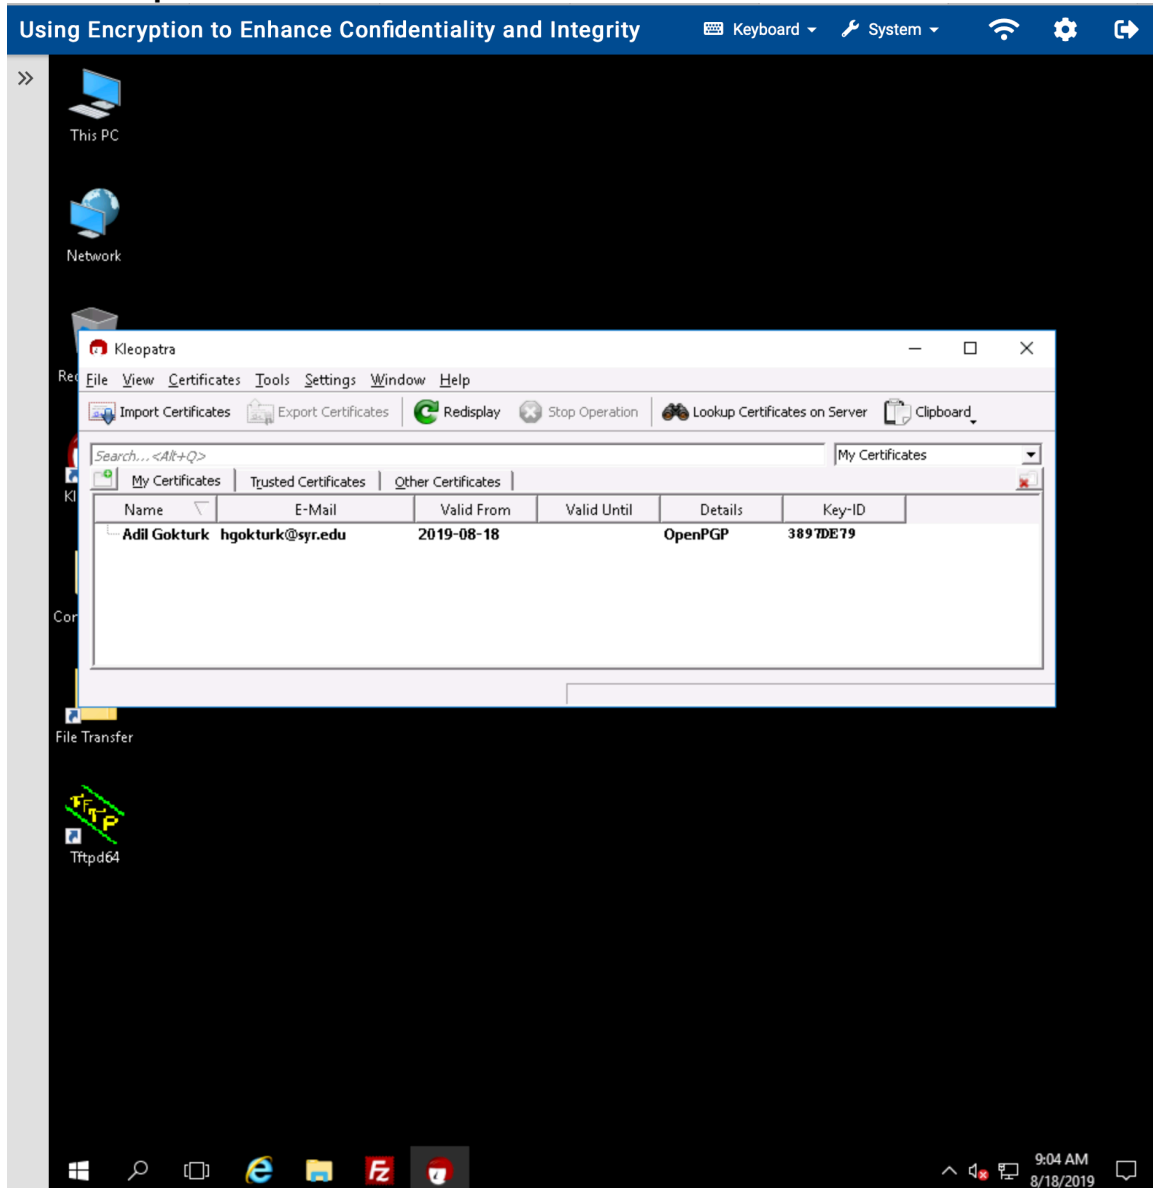 Using Encryption to Enhance Confidentiality and Integrity Keyboard System
This PC
Network
Kleopatra
File View Certificates Tools Settings Window Help
Import Certificates Export Certificates Redisplay Stop Operation Lookup Certificates on Server Clipboard
Search...<Alt+Q> My Certificates
My Certificates Trusted Certificates Other Certificates
Name E-Mail Valid From Valid Until Details Key-ID
Adil Gokturk hgokturk@syr.edu 2019-08-18 OpenPGP 3897DE79
File Transfer
TFTP
Tftpd64
9:04 AM
8/18/2019